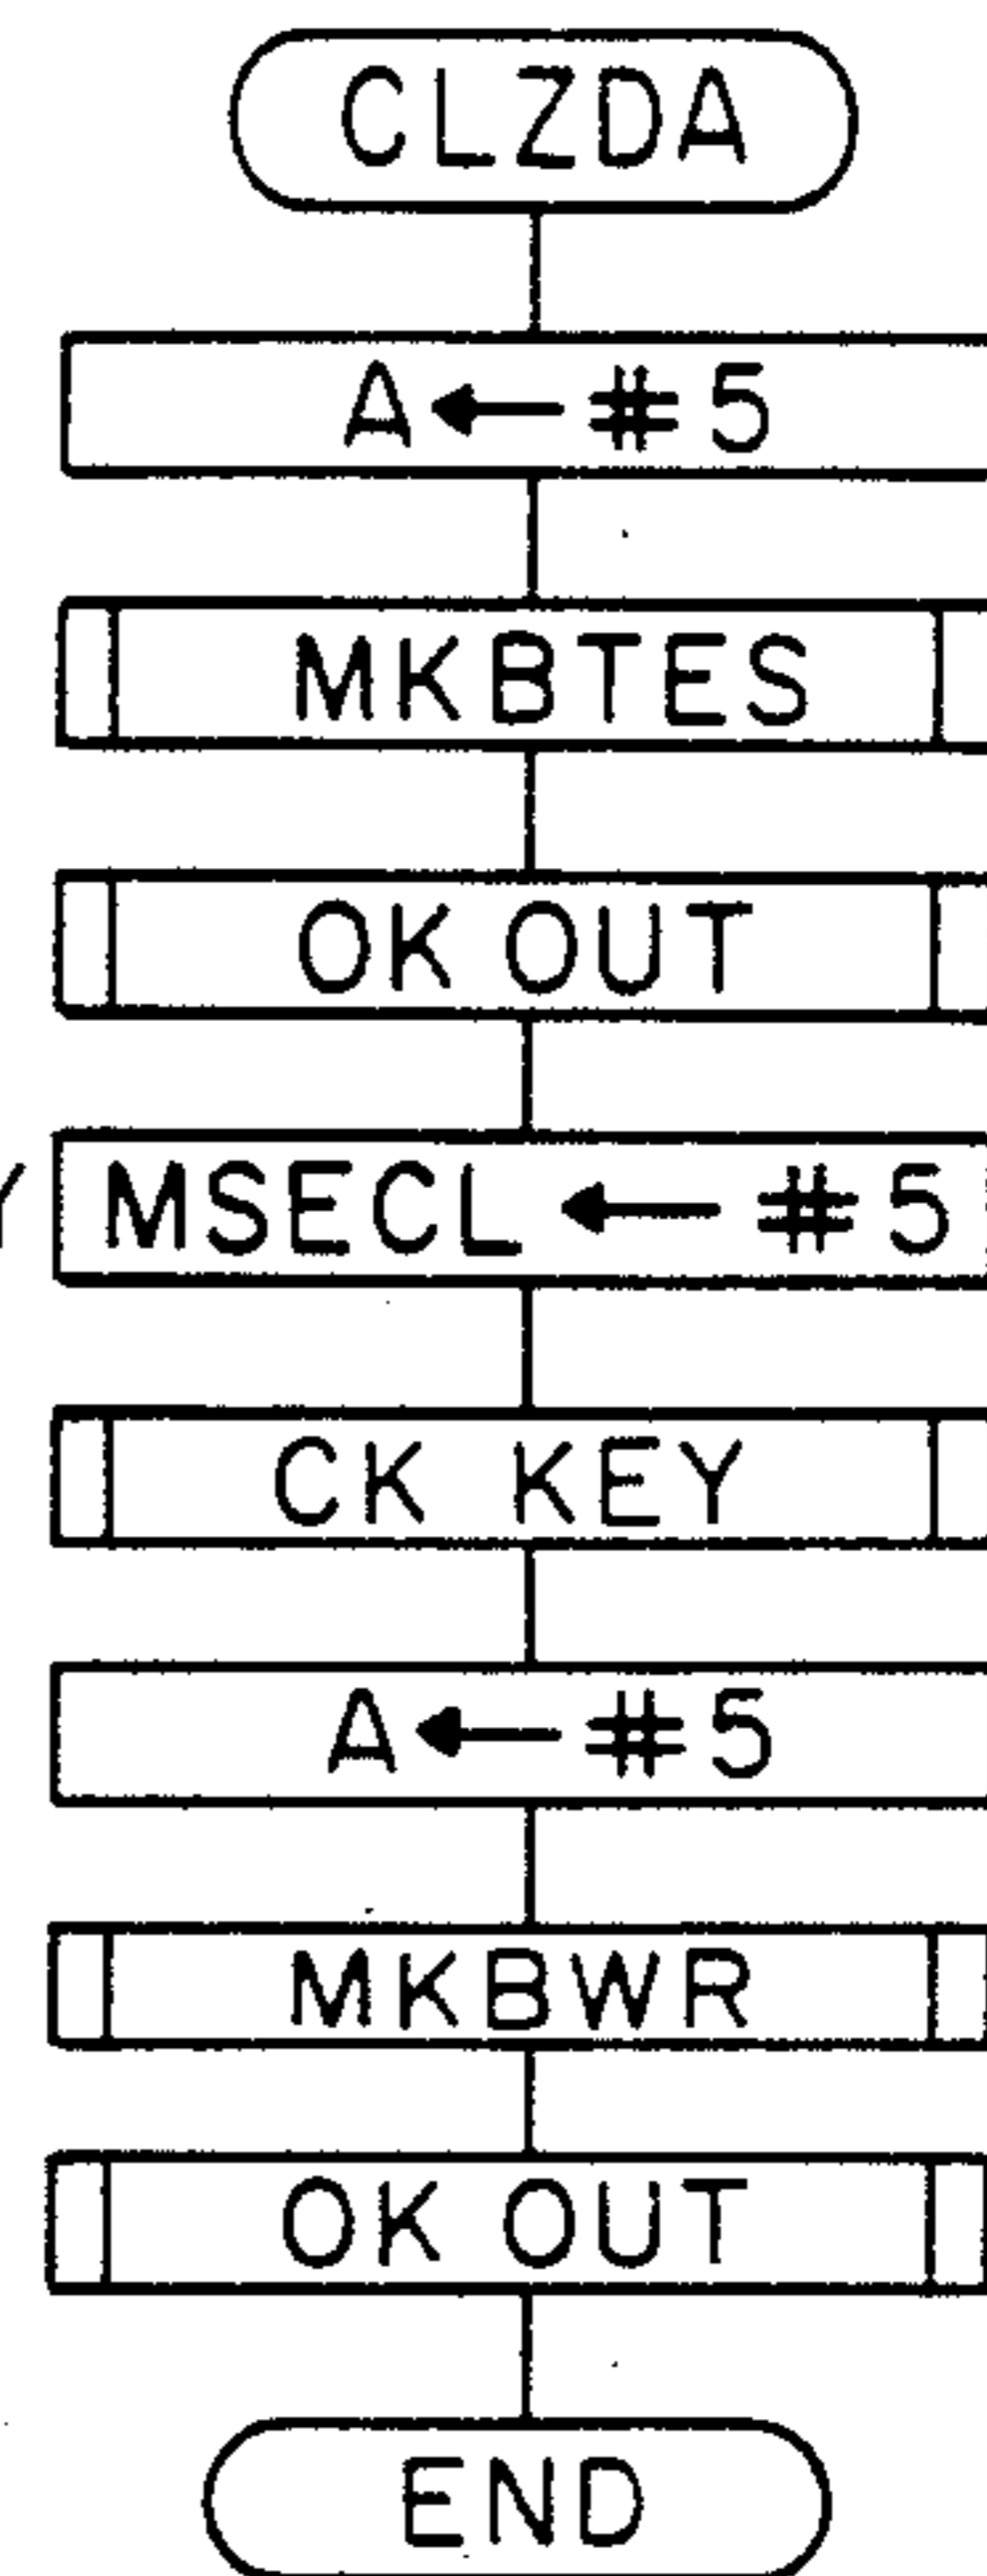 CLZDA
A ← #5
MKBTES
OK OUT
Y MSECL ← #5
CK KEY
A ← #5
MKBWR
OK OUT
END